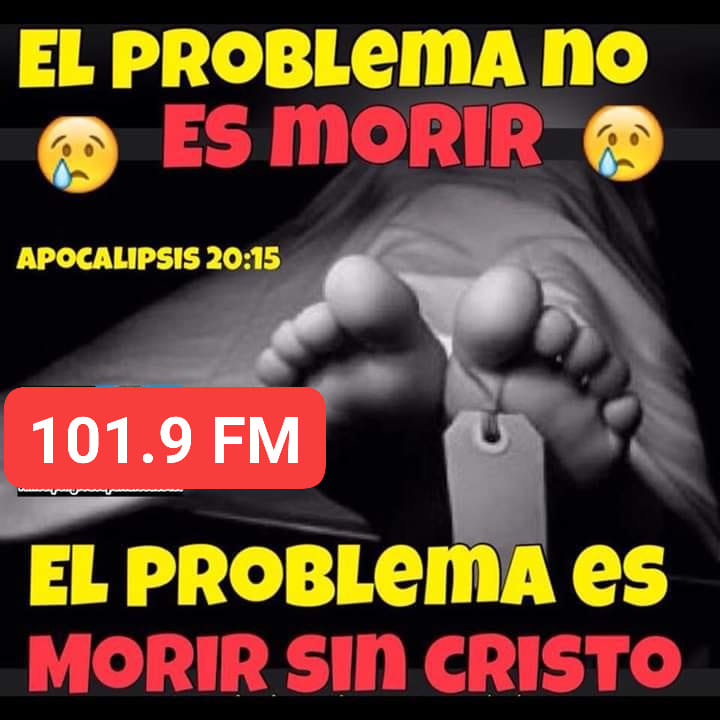 EL PROBLEMA NO
ES MORIR
APOCALIPSIS 20:15
101.9 FM
EL PROBLEMA ES
MORIR SIN CRISTO